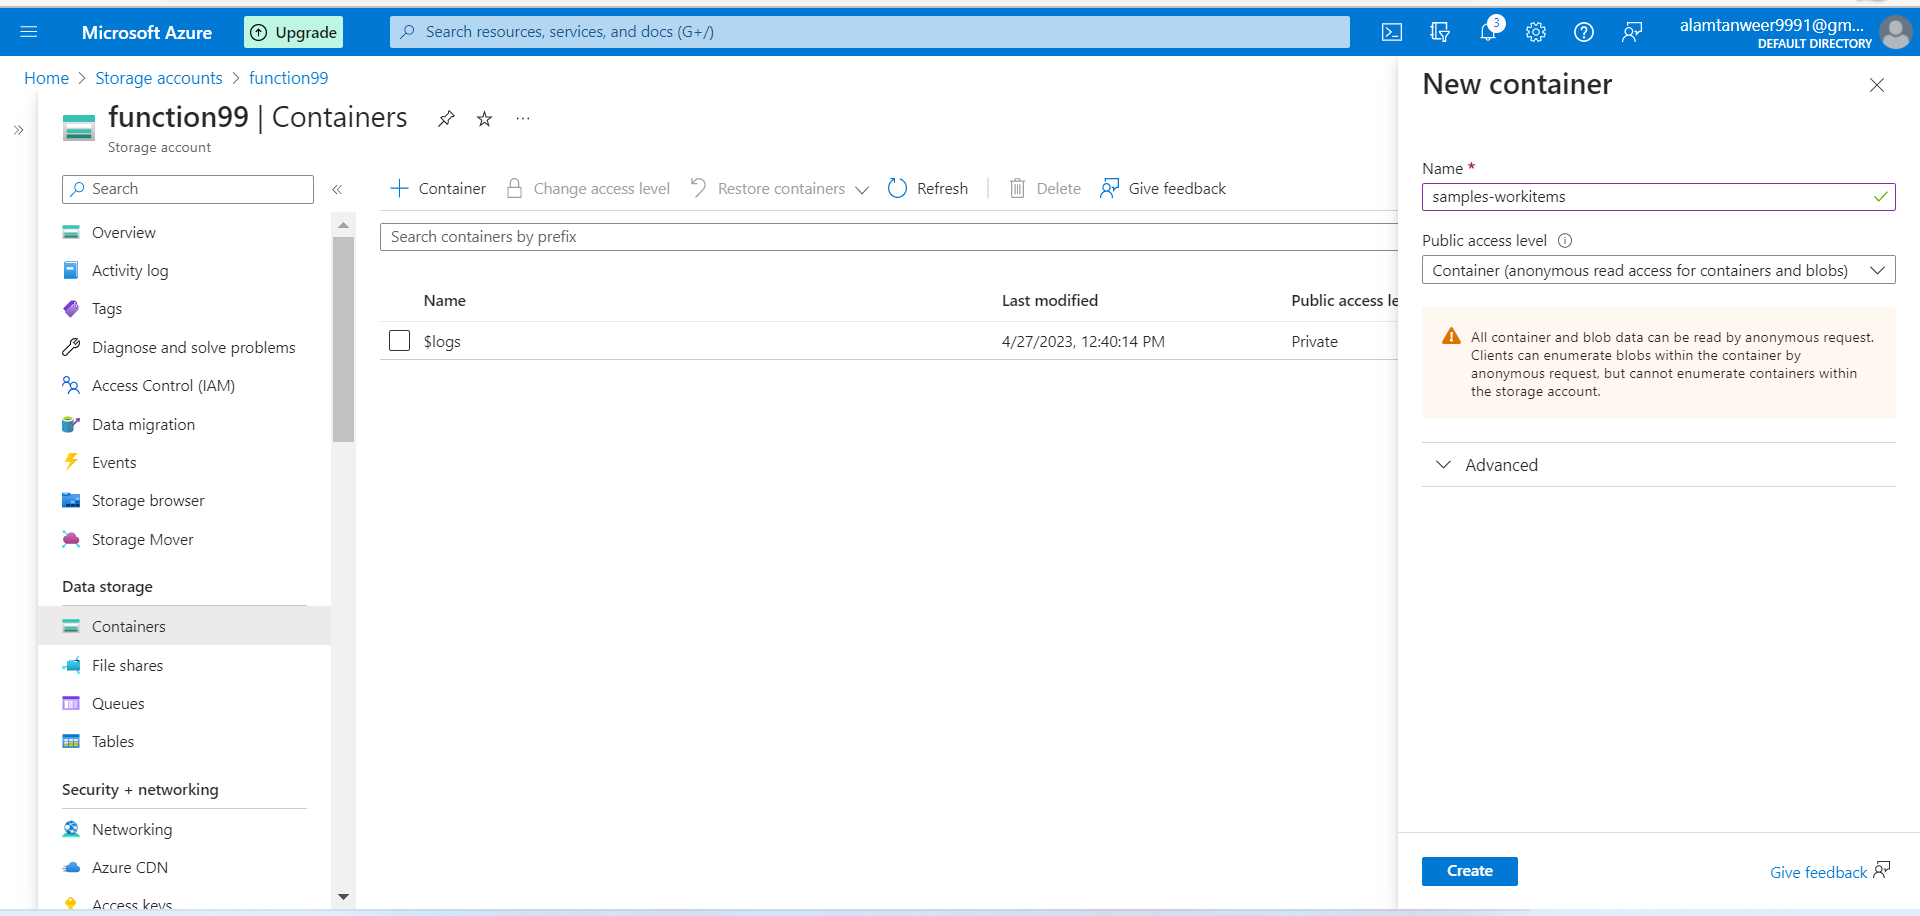 Microsoft Azure
Upgrade
Search resources, services, and docs (G+/)
3
alamtanweer9991@gm...
DEFAULT DIRECTORY
Home > Storage accounts > function99
function99 | Containers
...
Storage account
Search
Overview
Activity log
Tags
Diagnose and solve problems
Access Control (IAM)
Data migration
Events
Storage browser
Storage Mover
Data storage
Containers
File shares
Queues
Tables
Security + networking
Networking
Azure CDN
Access keys
Container
Change access level
Restore containers
Refresh
Delete
Give feedback
Search containers by prefix
Name Last modified Public access le
$logs 4/27/2023, 12:40:14 PM Private
New container
Name *
samples-workitems
Public access level
Container (anonymous read access for containers and blobs)
All container and blob data can be read by anonymous request.
Clients can enumerate blobs within the container by
anonymous request, but cannot enumerate containers within
the storage account.
Advanced
Create
Give feedback